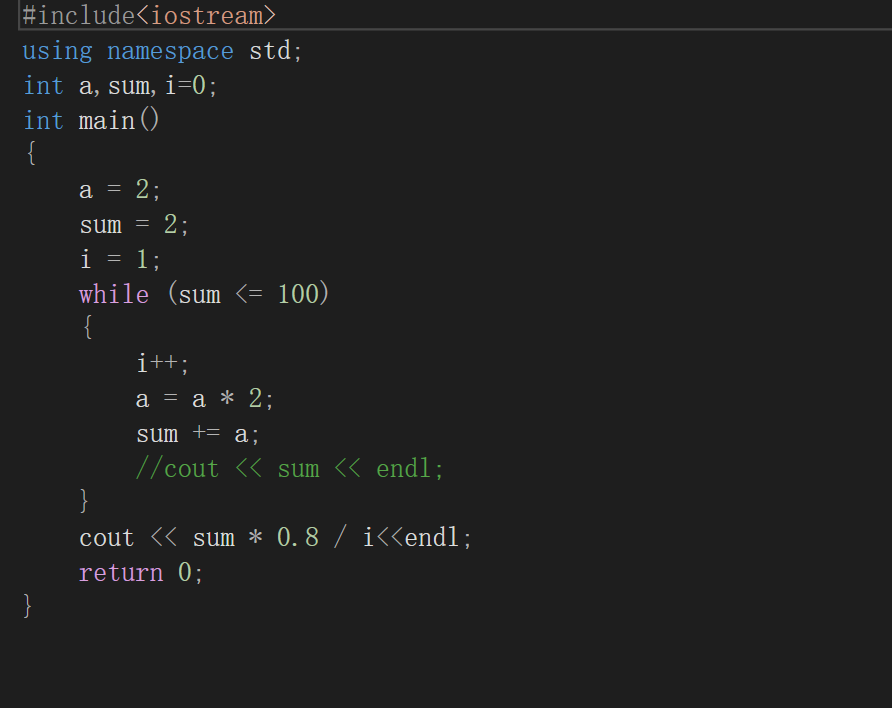 #include<iostream>
using namespace std;
int a,sum,i=0;
int main()
{
    a = 2;
    sum = 2;
    i = 1;
    while (sum <= 100)
    {
        i++;
        a = a * 2;
        sum += a;
        //cout << sum << endl;
    }
    cout << sum * 0.8 / i<<endl;
    return 0;
}